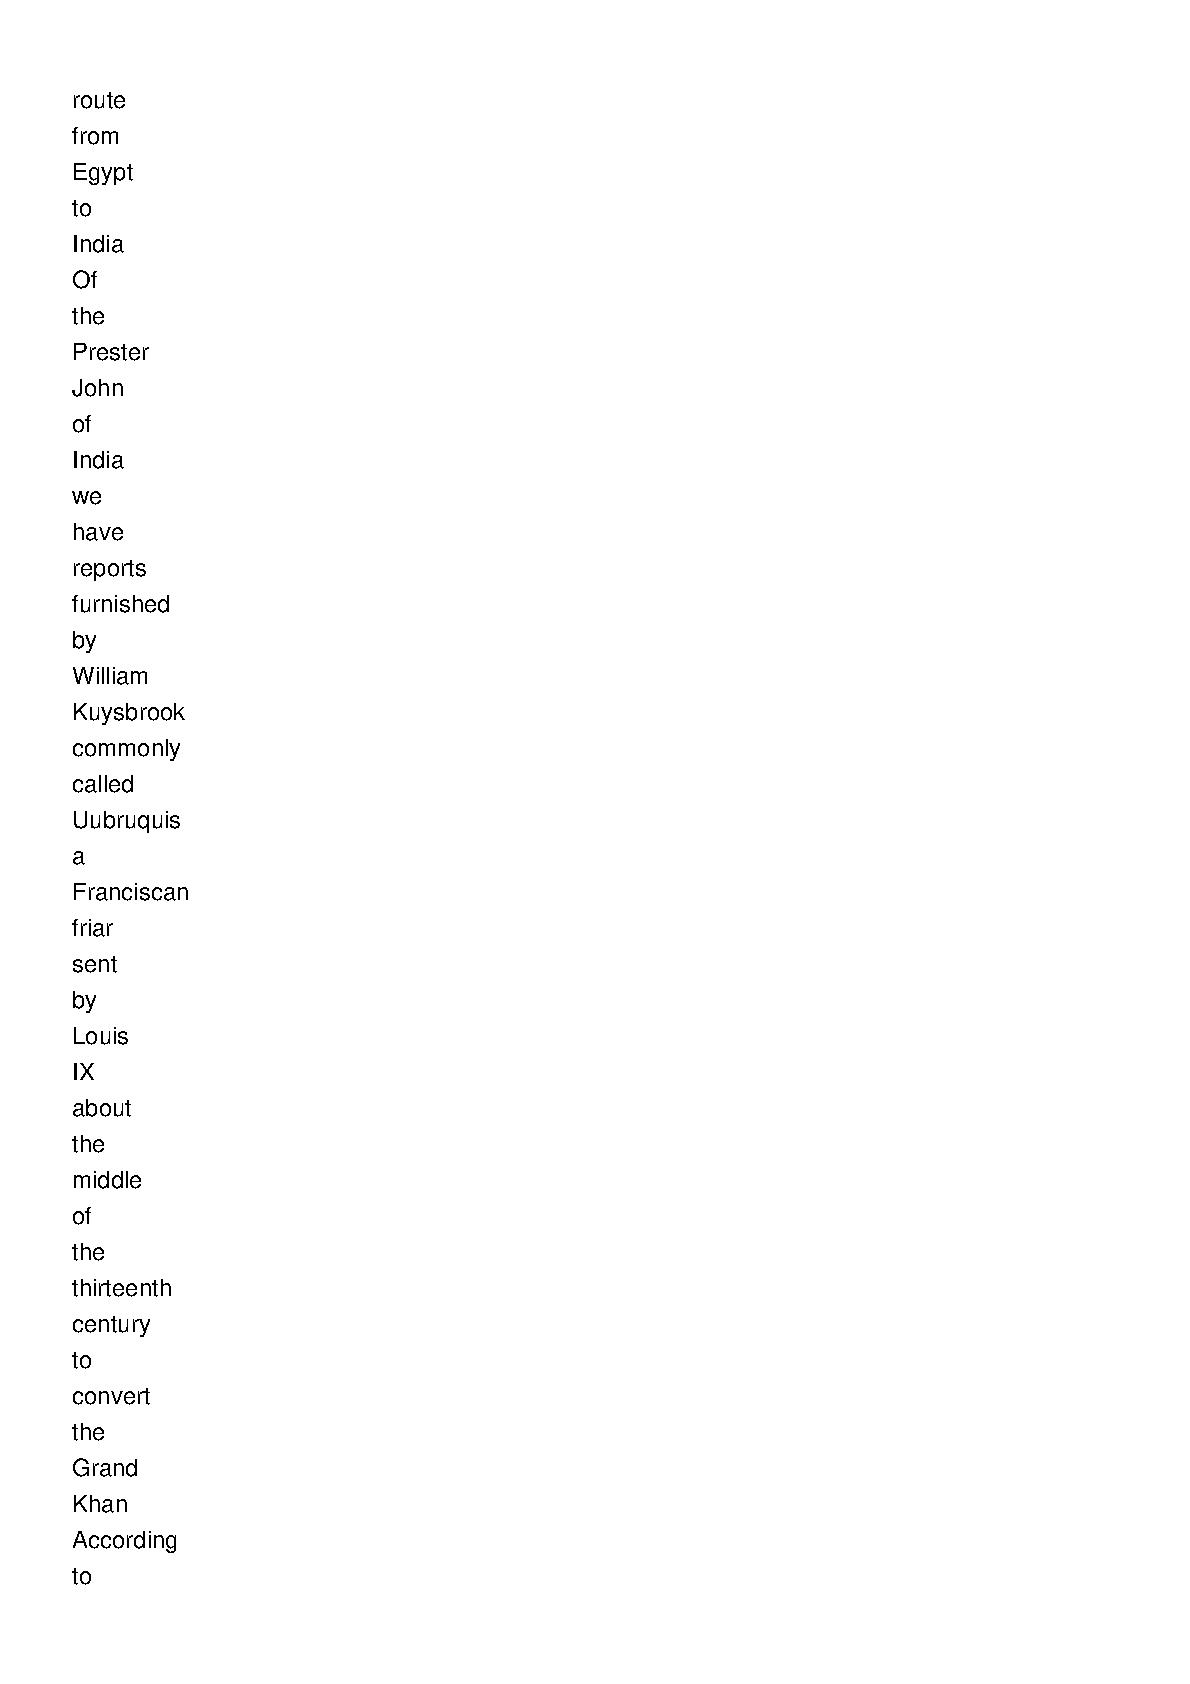 route
from
Egypt
to
India
Of
the
Prester
John
of
India
we
have
reports
furnished
by
William
Kuysbrook
commonly
called
Uubruquis
a
Franciscan
friar
sent
by
Louis
IX
about
the
middle
of
the
thirteenth
century
to
convert
the
Grand
Khan
According
to